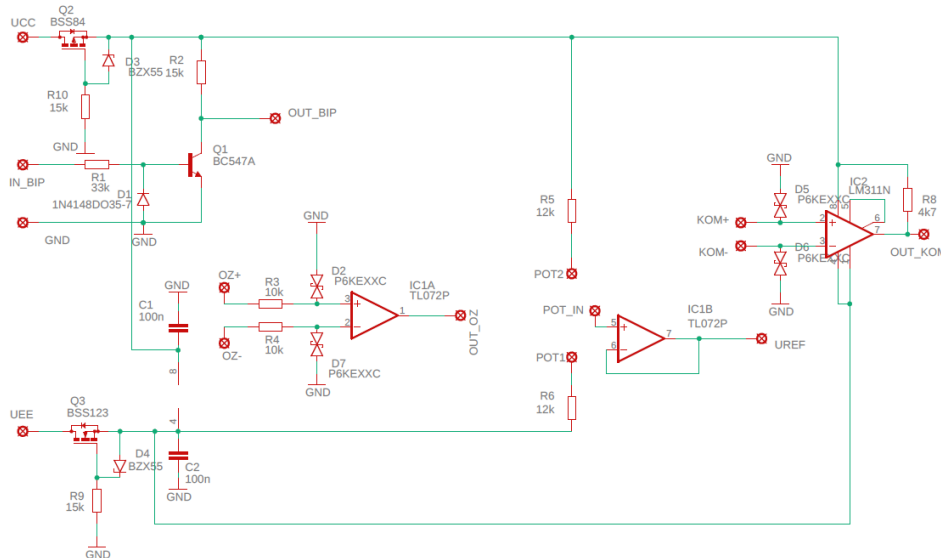 Q2
BSS84
UCC
D3
BZX55
R2
15k
R10
15k
GND
OUT_BIP
Q1
BC547A
IN_BIP
R1
33k
D1
1N4148DO35-7
GND
GND
GND
D5
P6KEXXC
IC2
LM311N
R8
4k7
KOM+
2
8
5
6
7
KOM-
3
4
1
D6
P6KEXXC
OUT_KOM
GND
R5
12k
POT2
GND
D2
P6KEXXC
OZ+
R3
10k
3
IC1A
TL072P
1
OUT_OZ
2
OZ-
R4
10k
D7
P6KEXXC
GND
GND
C1
100n
8
4
POT_IN
5
IC1B
TL072P
7
UREF
6
POT1
R6
12k
Q3
BSS123
UEE
D4
BZX55
C2
100n
GND
R9
15k
GND